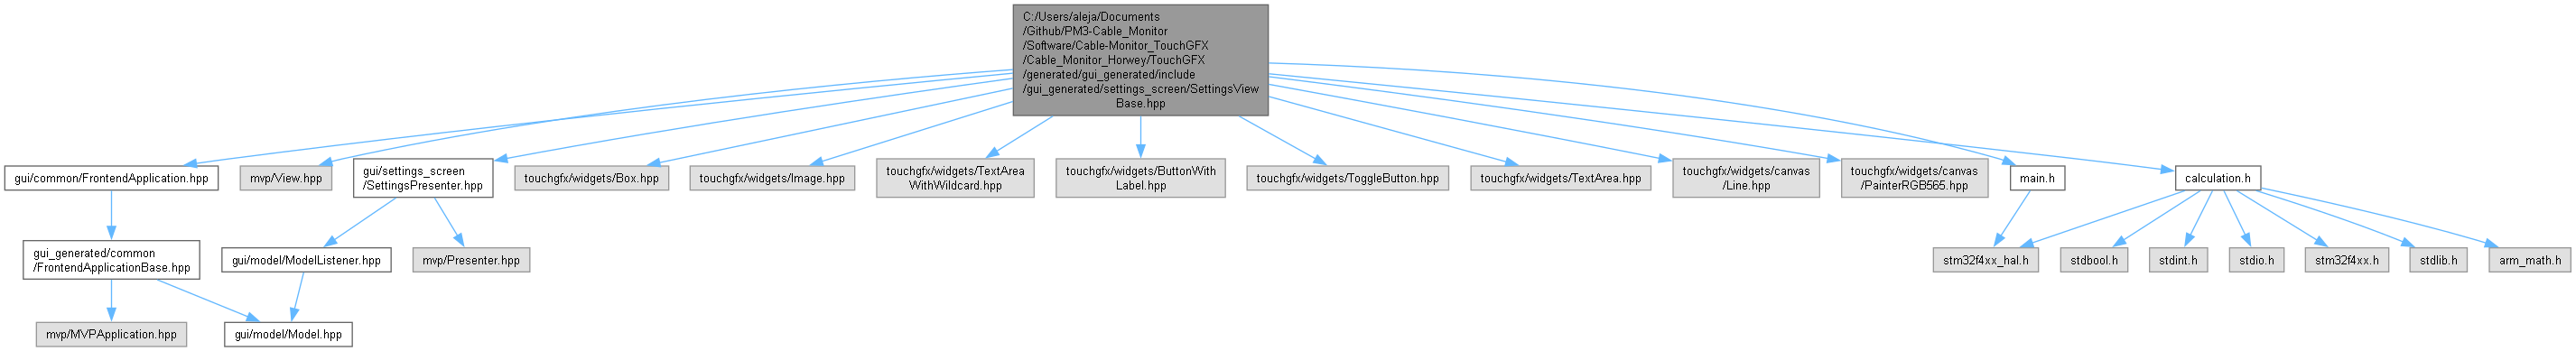 C:/Users/aleja/Documents
/Github/PM3-Cable_Monitor
/Software/Cable-Monitor_TouchGFX
/Cable_Monitor_Horwey/TouchGFX
/generated/gui_generated/include
/gui_generated/settings_screen/SettingsView
Base.hpp
gui/common/FrontendApplication.hpp
mvp/View.hpp
gui/settings_screen
/SettingsPresenter.hpp
touchgfx/widgets/Box.hpp
touchgfx/widgets/Image.hpp
touchgfx/widgets/TextArea
WithWildcard.hpp
touchgfx/widgets/ButtonWith
Label.hpp
touchgfx/widgets/ToggleButton.hpp
touchgfx/widgets/TextArea.hpp
touchgfx/widgets/canvas
/Line.hpp
touchgfx/widgets/canvas
/PainterRGB565.hpp
main.h
calculation.h
gui_generated/common
/FrontendApplicationBase.hpp
gui/model/ModelListener.hpp
mvp/Presenter.hpp
stm32f4xx_hal.h
stdbool.h
stdint.h
stdio.h
stm32f4xx.h
stdlib.h
arm_math.h
mvp/MVPApplication.hpp
gui/model/Model.hpp